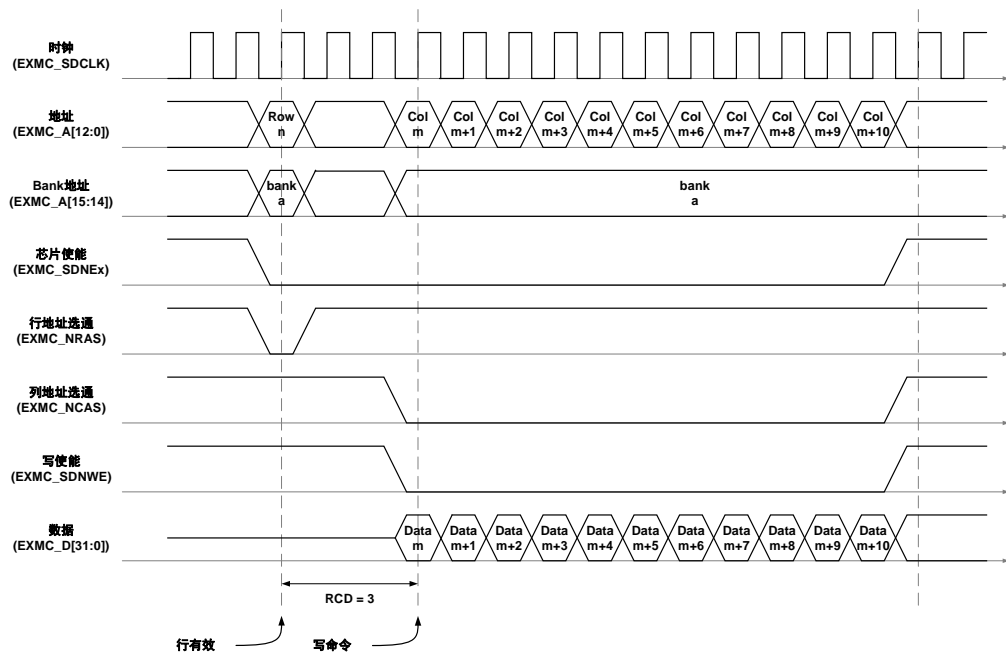 时钟
(EXMC_SDCLK)
地址
(EXMC_A[12:0])
Row
n
Col
m
Col
m+1
Col
m+2
Col
m+3
Col
m+4
Col
m+5
Col
m+6
Col
m+7
Col
m+8
Col
m+9
Col
m+10
Bank地址
(EXMC_A[15:14])
bank
a
bank
a
芯片使能
(EXMC_SDNEx)
行地址选通
(EXMC_NRAS)
列地址选通
(EXMC_NCAS)
写使能
(EXMC_SDNWE)
数据
(EXMC_D[31:0])
Data
m
Data
m+1
Data
m+2
Data
m+3
Data
m+4
Data
m+5
Data
m+6
Data
m+7
Data
m+8
Data
m+9
Data
m+10
RCD = 3
行有效
写命令